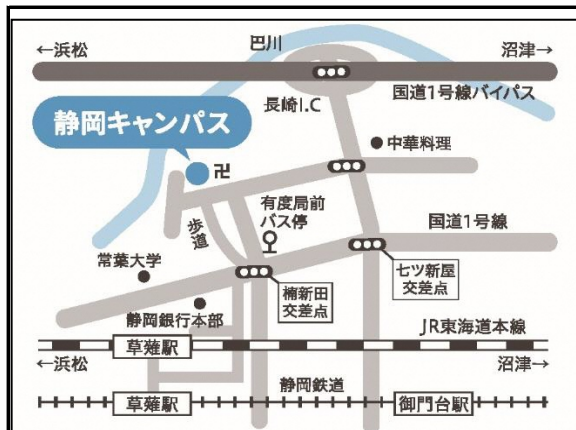 巴川
←浜松
沼津→
国道1号線バイパス
長崎I.C
静岡キャンパス
中華料理
卍
有度局前
バス停
歩道
国道1号線
常葉大学
七ツ新屋
交差点
楠新田
交差点
静岡銀行本部
JR東海道本線
草薙駅
←浜松
沼津→
静岡鉄道
草薙駅
御門台駅